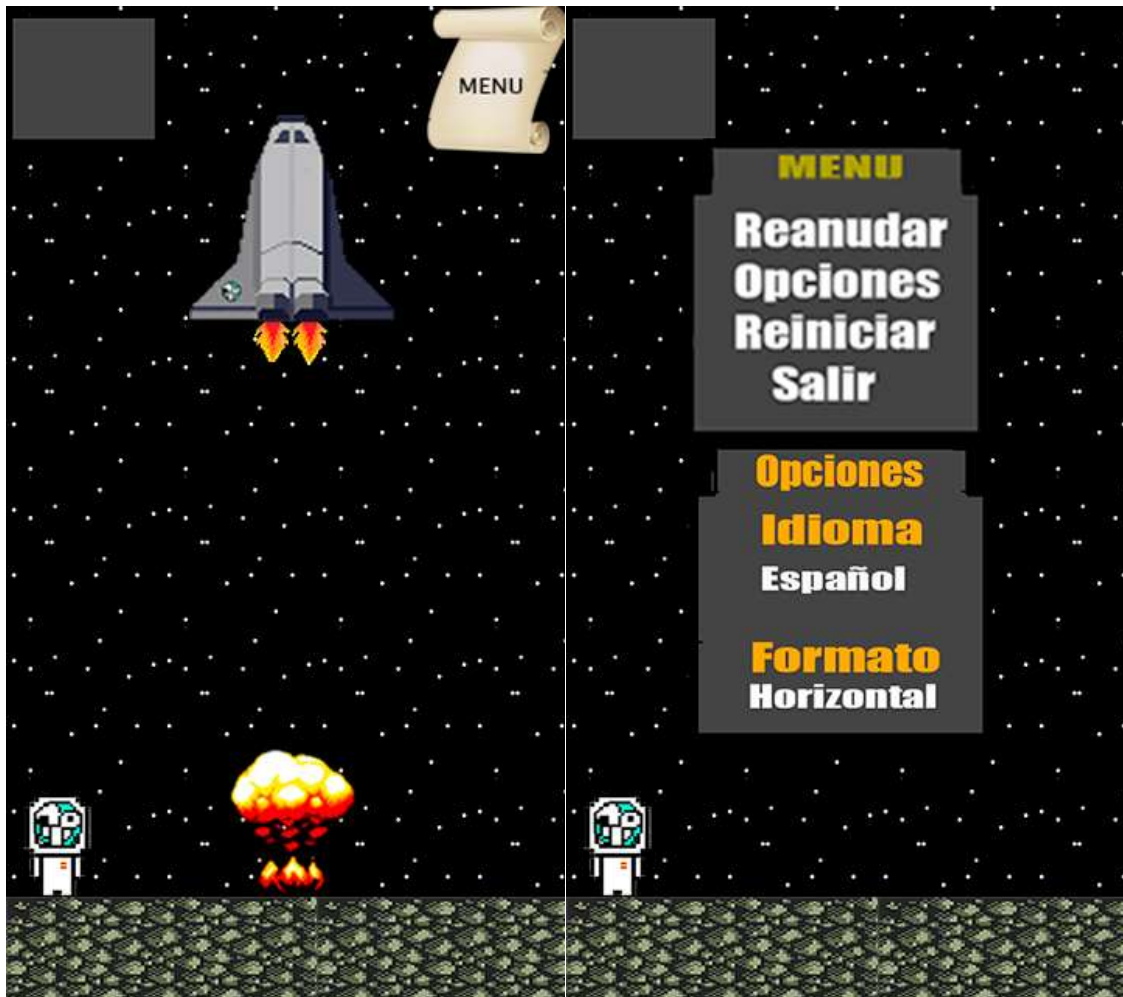 MENU
MENU
Reanudar
Opciones
Reiniciar
Salir
Opciones
Idioma
Español
Formato
Horizontal